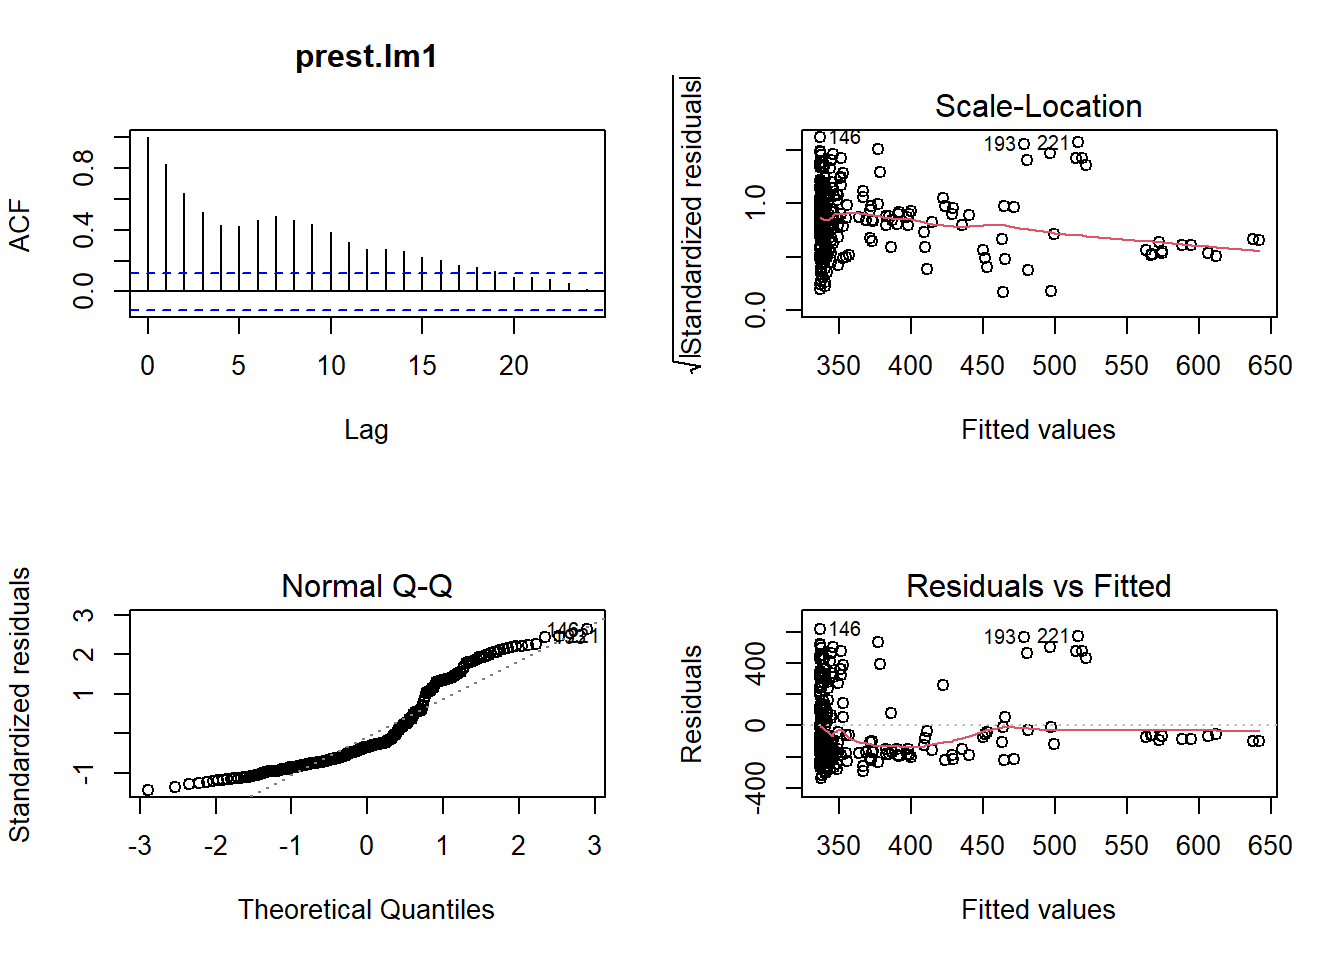 prest.lm1
ACF
0.0 0.4 0.8
0 5 10 15 20
Lag
Scale-Location
√|Standardized residuals|
0.0 1.0
146
193
221
350 400 450 500 550 600 650
Fitted values
Normal Q-Q
Standardized residuals
-1 1 2 3
146
193
221
-3 -2 -1 0 1 2 3
Theoretical Quantiles
Residuals vs Fitted
Residuals
-400 0 400
146
193
221
350 400 450 500 550 600 650
Fitted values